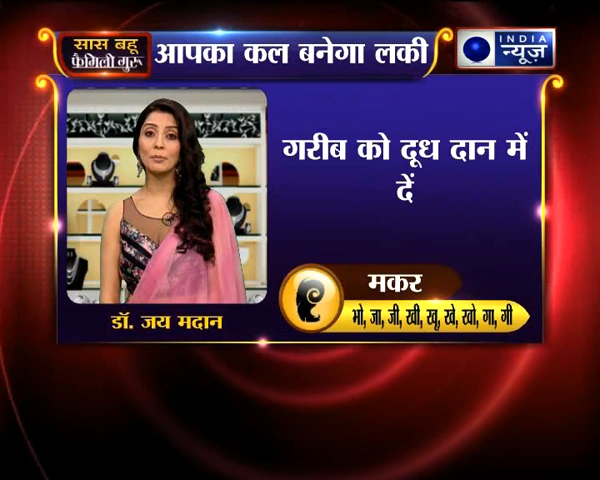 सास बहू
फ़ैमिली गुरू
आपका कल बनेगा लकी
INDIA
न्यूज़
गरीब को दूध दान में
दें
मकर
भो, जा, जी, खी, खू, खे, खो, गा, गी
डॉ. जय मदान